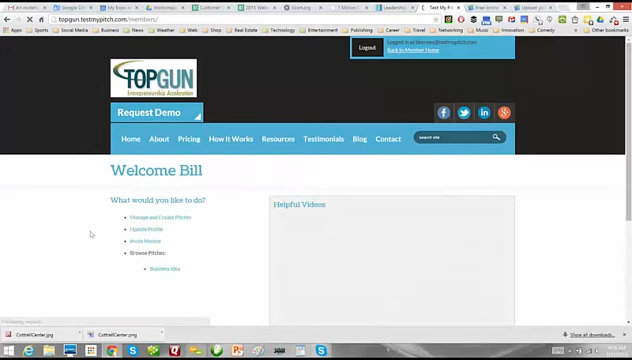 topgun.testmypitch.com/members/
Apps
Sports
Social Media
Business
Web
Shop
Real Estate
Technology
Entertainment
Publishing
Career
Travel
Networking
Music
Innovation
Comedy
Other bookmarks
Logout
Back to Member Home
TOPGUN
Entrepreneurship Acceleration
Request Demo
Home About Pricing How It Works Resources Testimonials Blog Contact
search site
Welcome Bill
What would you like to do?
Helpful Videos
Manage and Create Pitches
Update Profile
Invite Mentor
Browse Pitches:
Business Idea
CottrellCenter.jpg
CottrellCenter.png
Show all downloads...